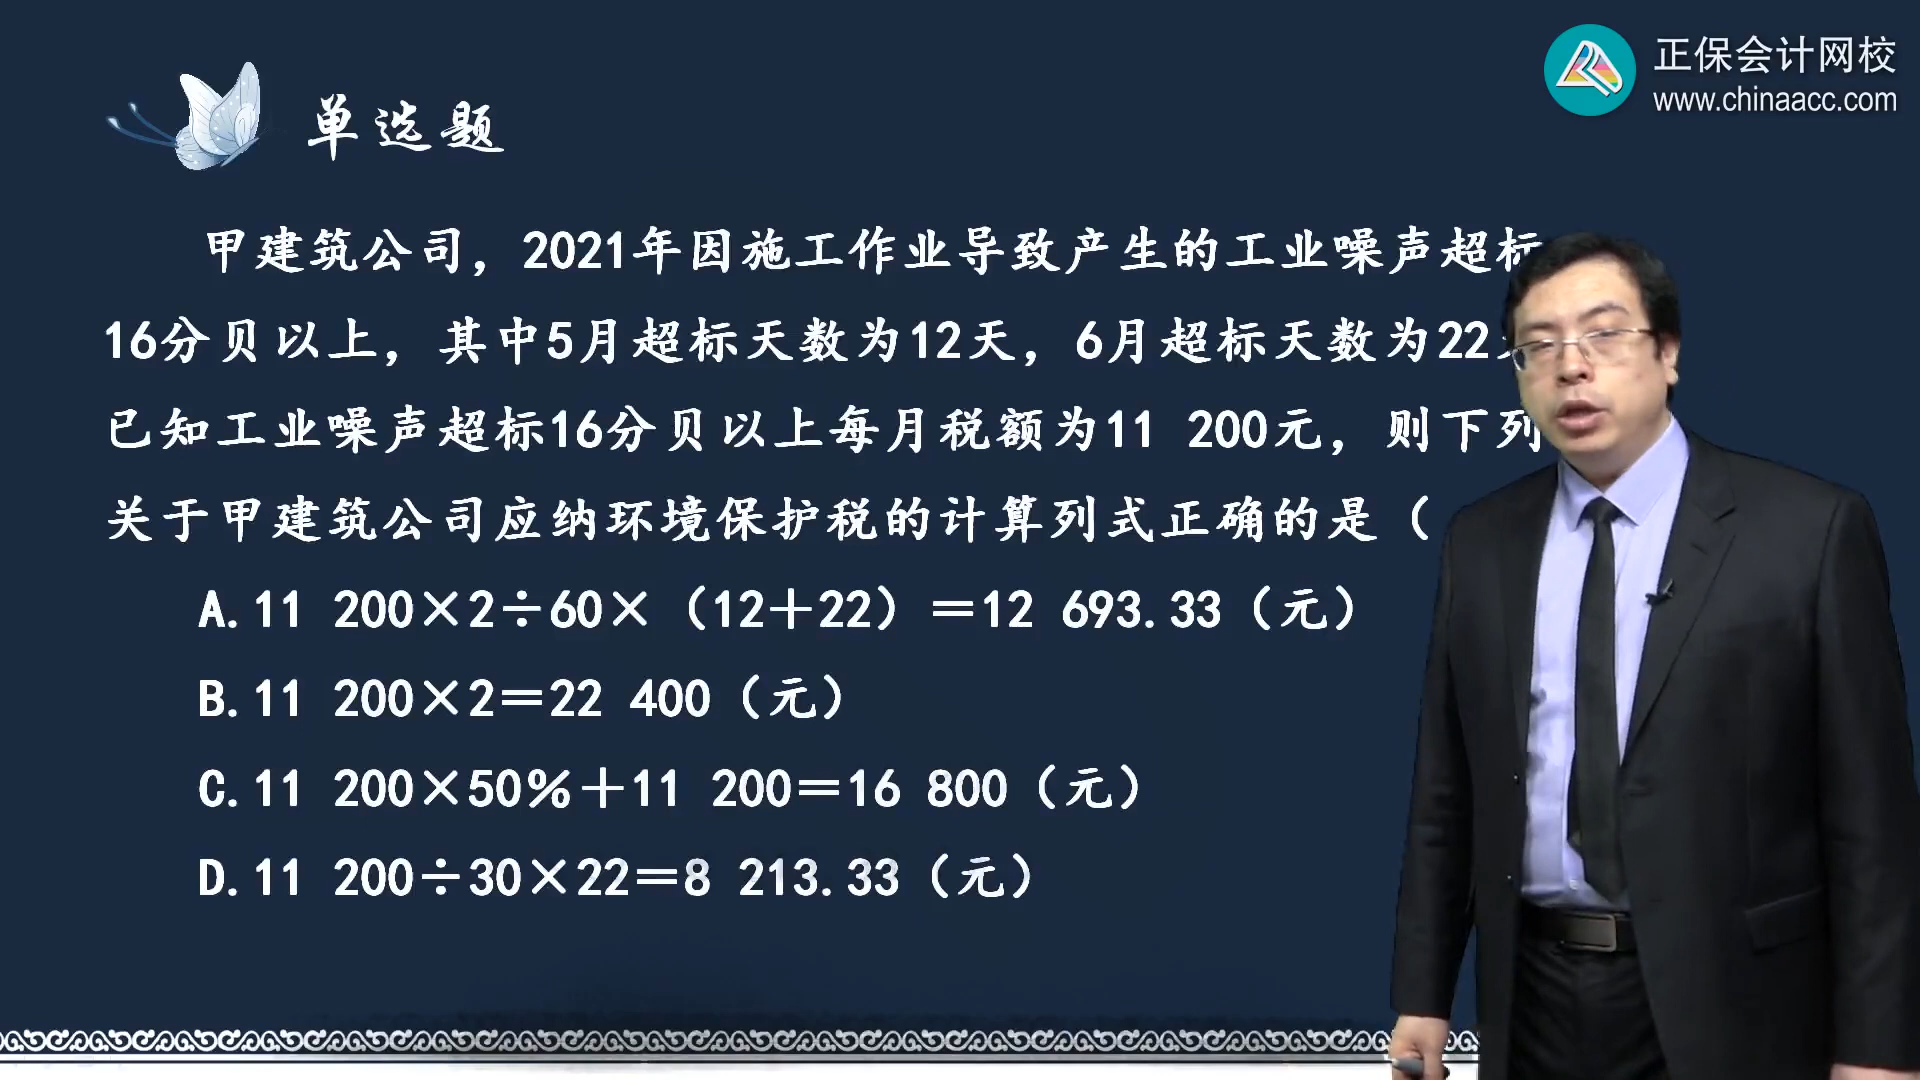 正保会计网校
www.chinaacc.com
单选题
甲建筑公司，2021年因施工作业导致产生的工业噪声超标
16分贝以上，其中5月超标天数为12天，6月超标天数为22
已知工业噪声超标16分贝以上每月税额为11 200元，则下列
关于甲建筑公司应纳环境保护税的计算列式正确的是（
A.11 200×2÷60×（12＋22）＝12 693.33（元）
B.11 200×2＝22 400（元）
C.11 200×50%＋11 200＝16 800（元）
D.11 200÷30×22＝8 213.33（元）